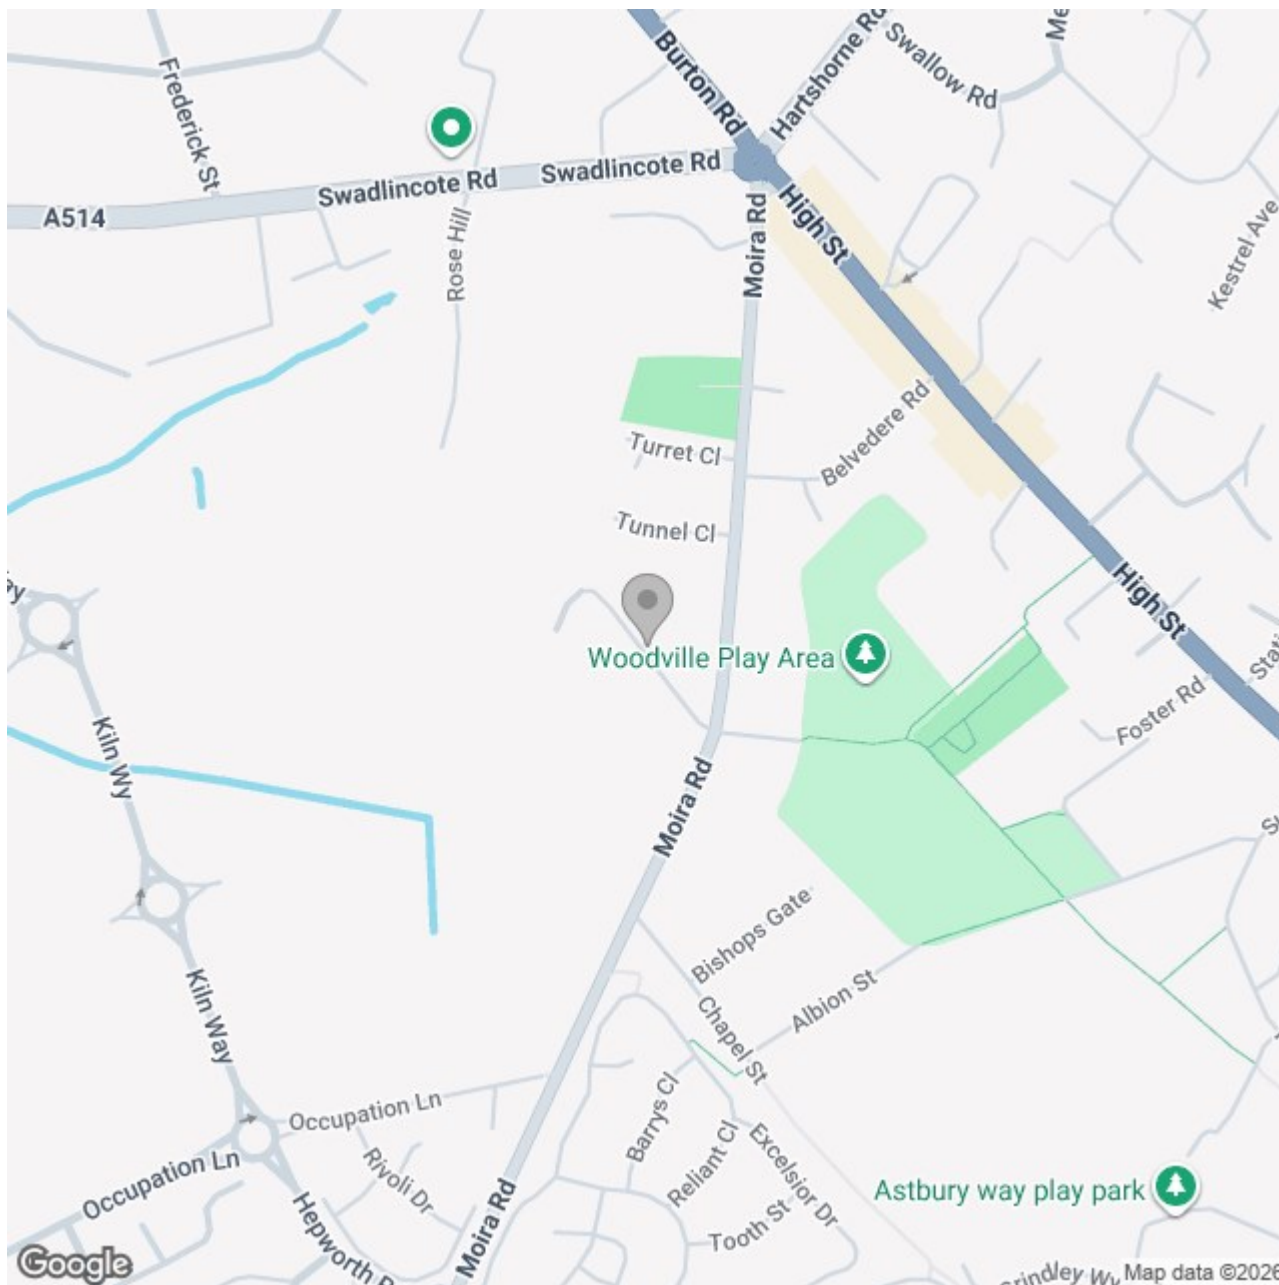 Burton Rd
Hartshorne Rd
Swallow Rd
Frederick St
Swadlincote Rd
Swadlincote Rd
A514
Rose Hill
Moira Rd
High St
Kestrel Ave
Turret Cl
Belvedere Rd
Tunnel Cl
High St
Woodville Play Area
Foster Rd
Kiln Wy
Moira Rd
Bishops Gate
Albion St
Chapel St
Kiln Way
Occupation Ln
Barrys Cl
Reliant Cl
Excelsior Dr
Occupation Ln
Rivoli Dr
Tooth St
Moira Rd
Hepworth
Astbury way play park
Google
Map data ©2026